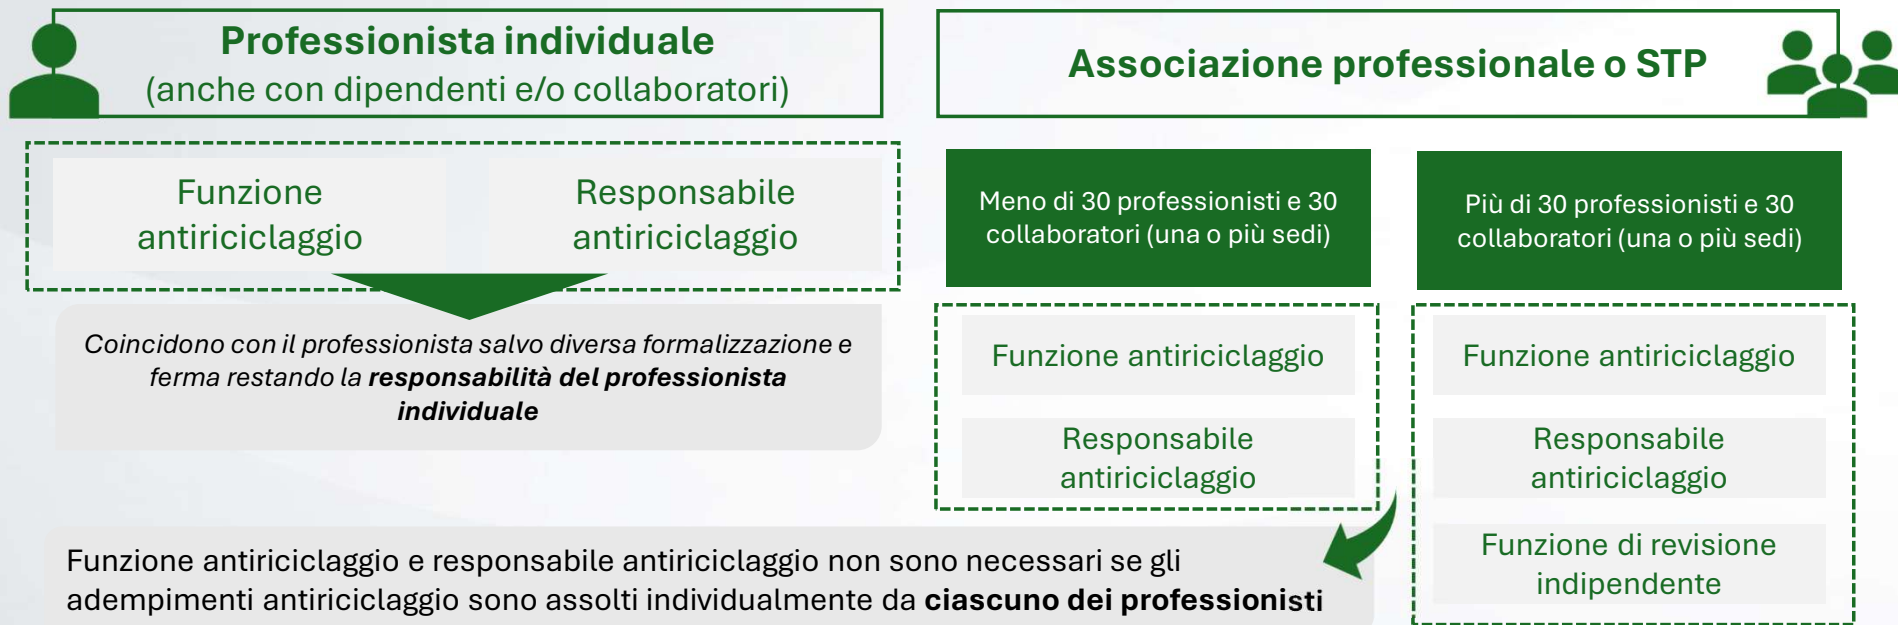 Professionista individuale
(anche con dipendenti e/o collaboratori)
Funzione
antiriciclaggio
Responsabile
antiriciclaggio
Coincidono con il professionista salvo diversa formalizzazione e
ferma restando la responsabilità del professionista
individuale
Associazione professionale o STP
Meno di 30 professionisti e 30
collaboratori (una o più sedi)
Funzione antiriciclaggio
Responsabile
antiriciclaggio
Più di 30 professionisti e 30
collaboratori (una o più sedi)
Funzione antiriciclaggio
Responsabile
antiriciclaggio
Funzione di revisione
indipendente
Funzione antiriciclaggio e responsabile antiriciclaggio non sono necessari se gli
adempimenti antiriciclaggio sono assolti individualmente da ciascuno dei professionisti